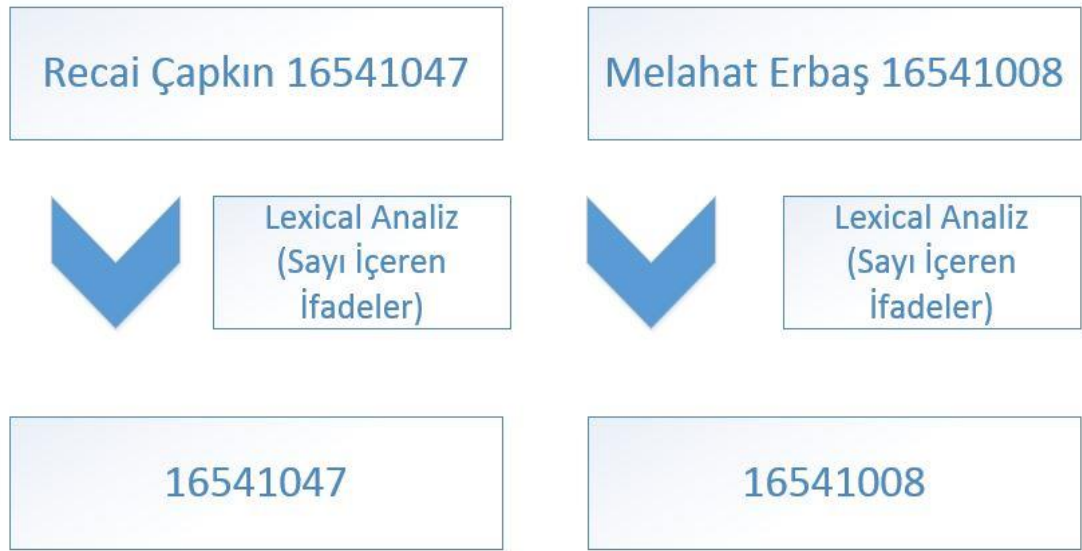 Recai Çapkın 16541047
Melahat Erbaş 16541008
Lexical Analiz
(Sayı İçeren
İfadeler)
Lexical Analiz
(Sayı İçeren
İfadeler)
16541047
16541008